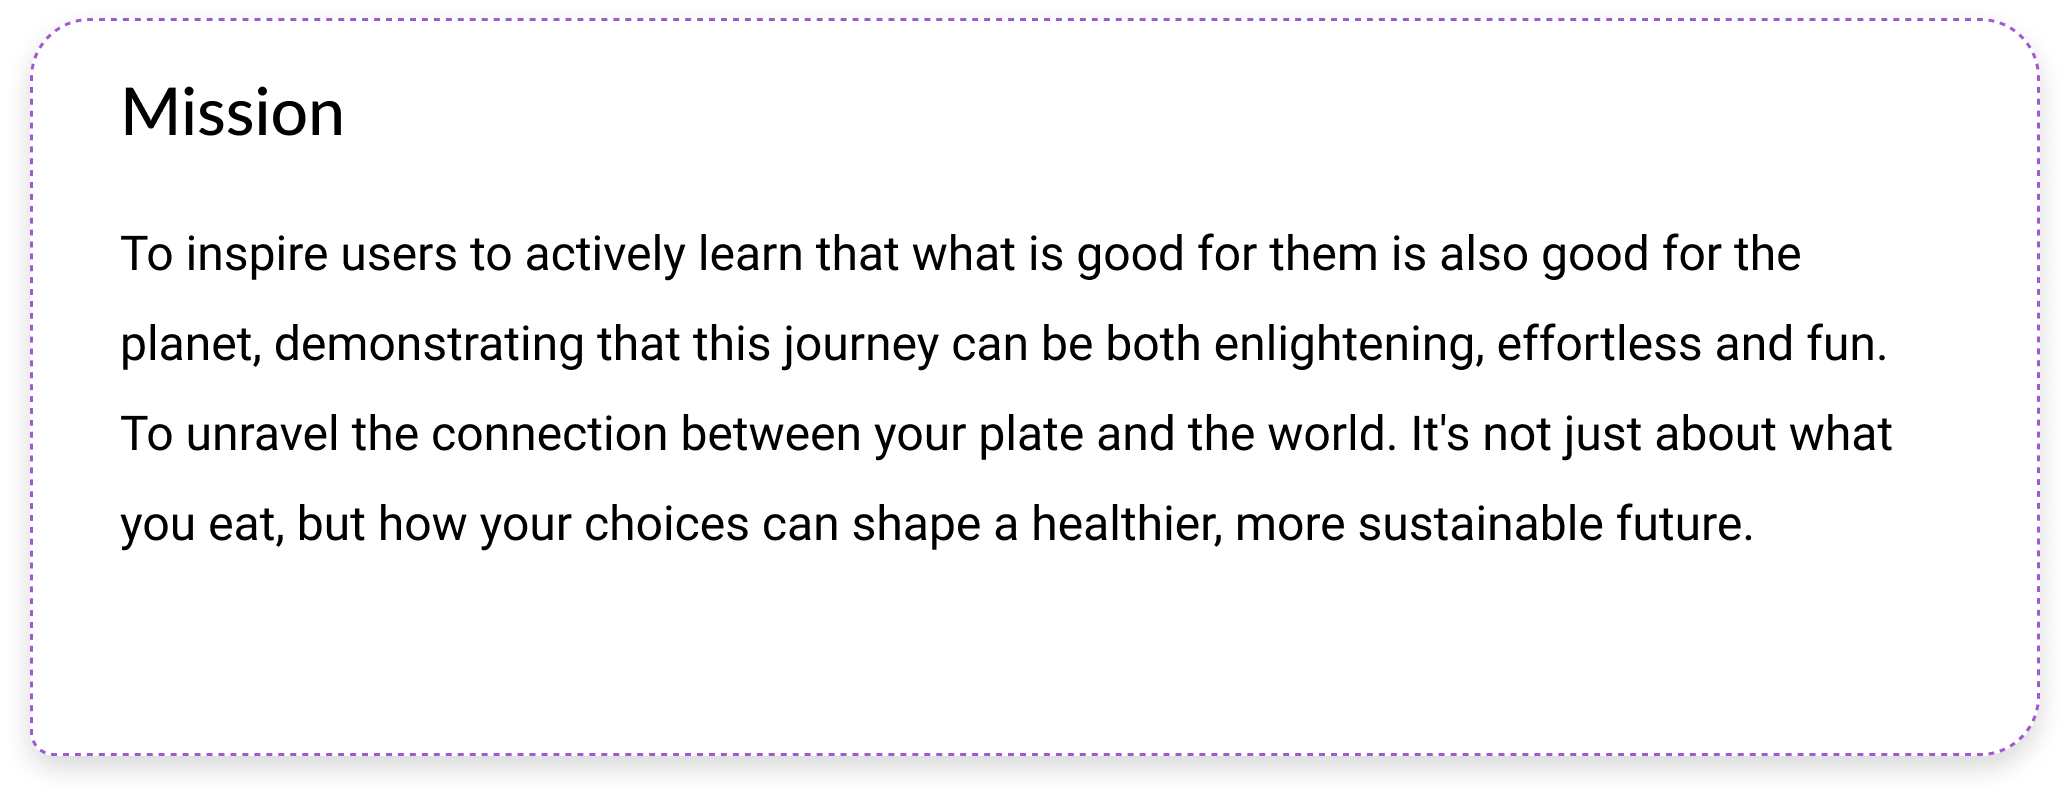 Mission
To inspire users to actively learn that what is good for them is also good for the
planet, demonstrating that this journey can be both enlightening, effortless and fun.
To unravel the connection between your plate and the world. It's not just about what
you eat, but how your choices can shape a healthier, more sustainable future.